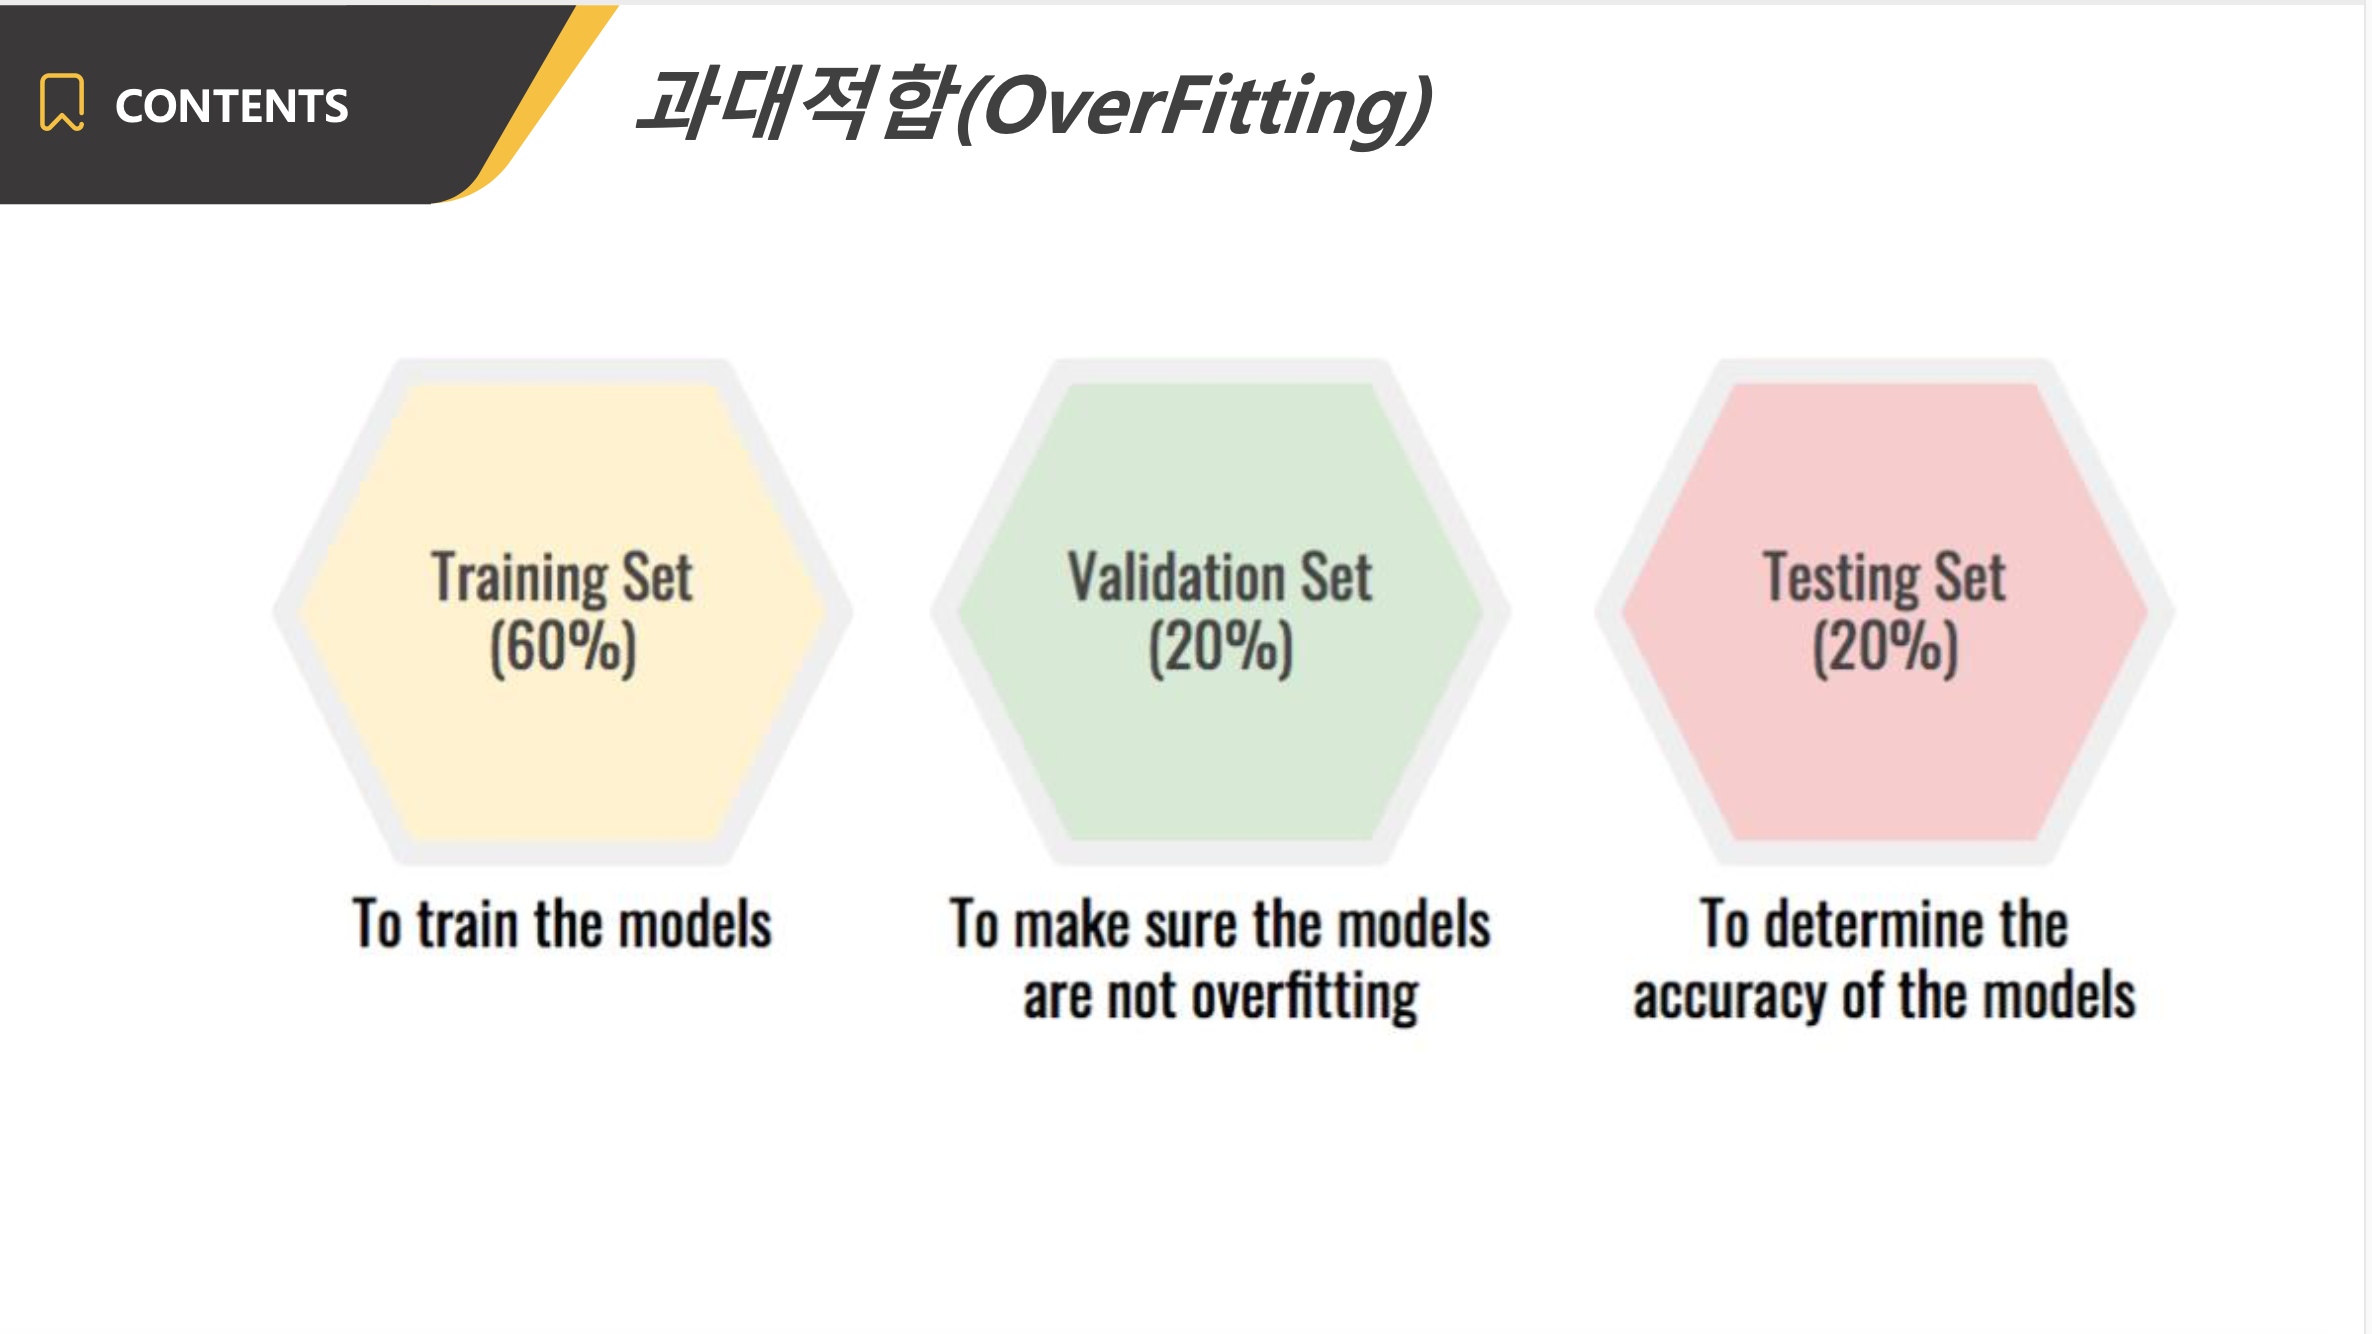 CONTENTS
과대적합(OverFitting)
Training Set
(60%)
To train the models
Validation Set
(20%)
To make sure the models
are not overfitting
Testing Set
(20%)
To determine the
accuracy of the models